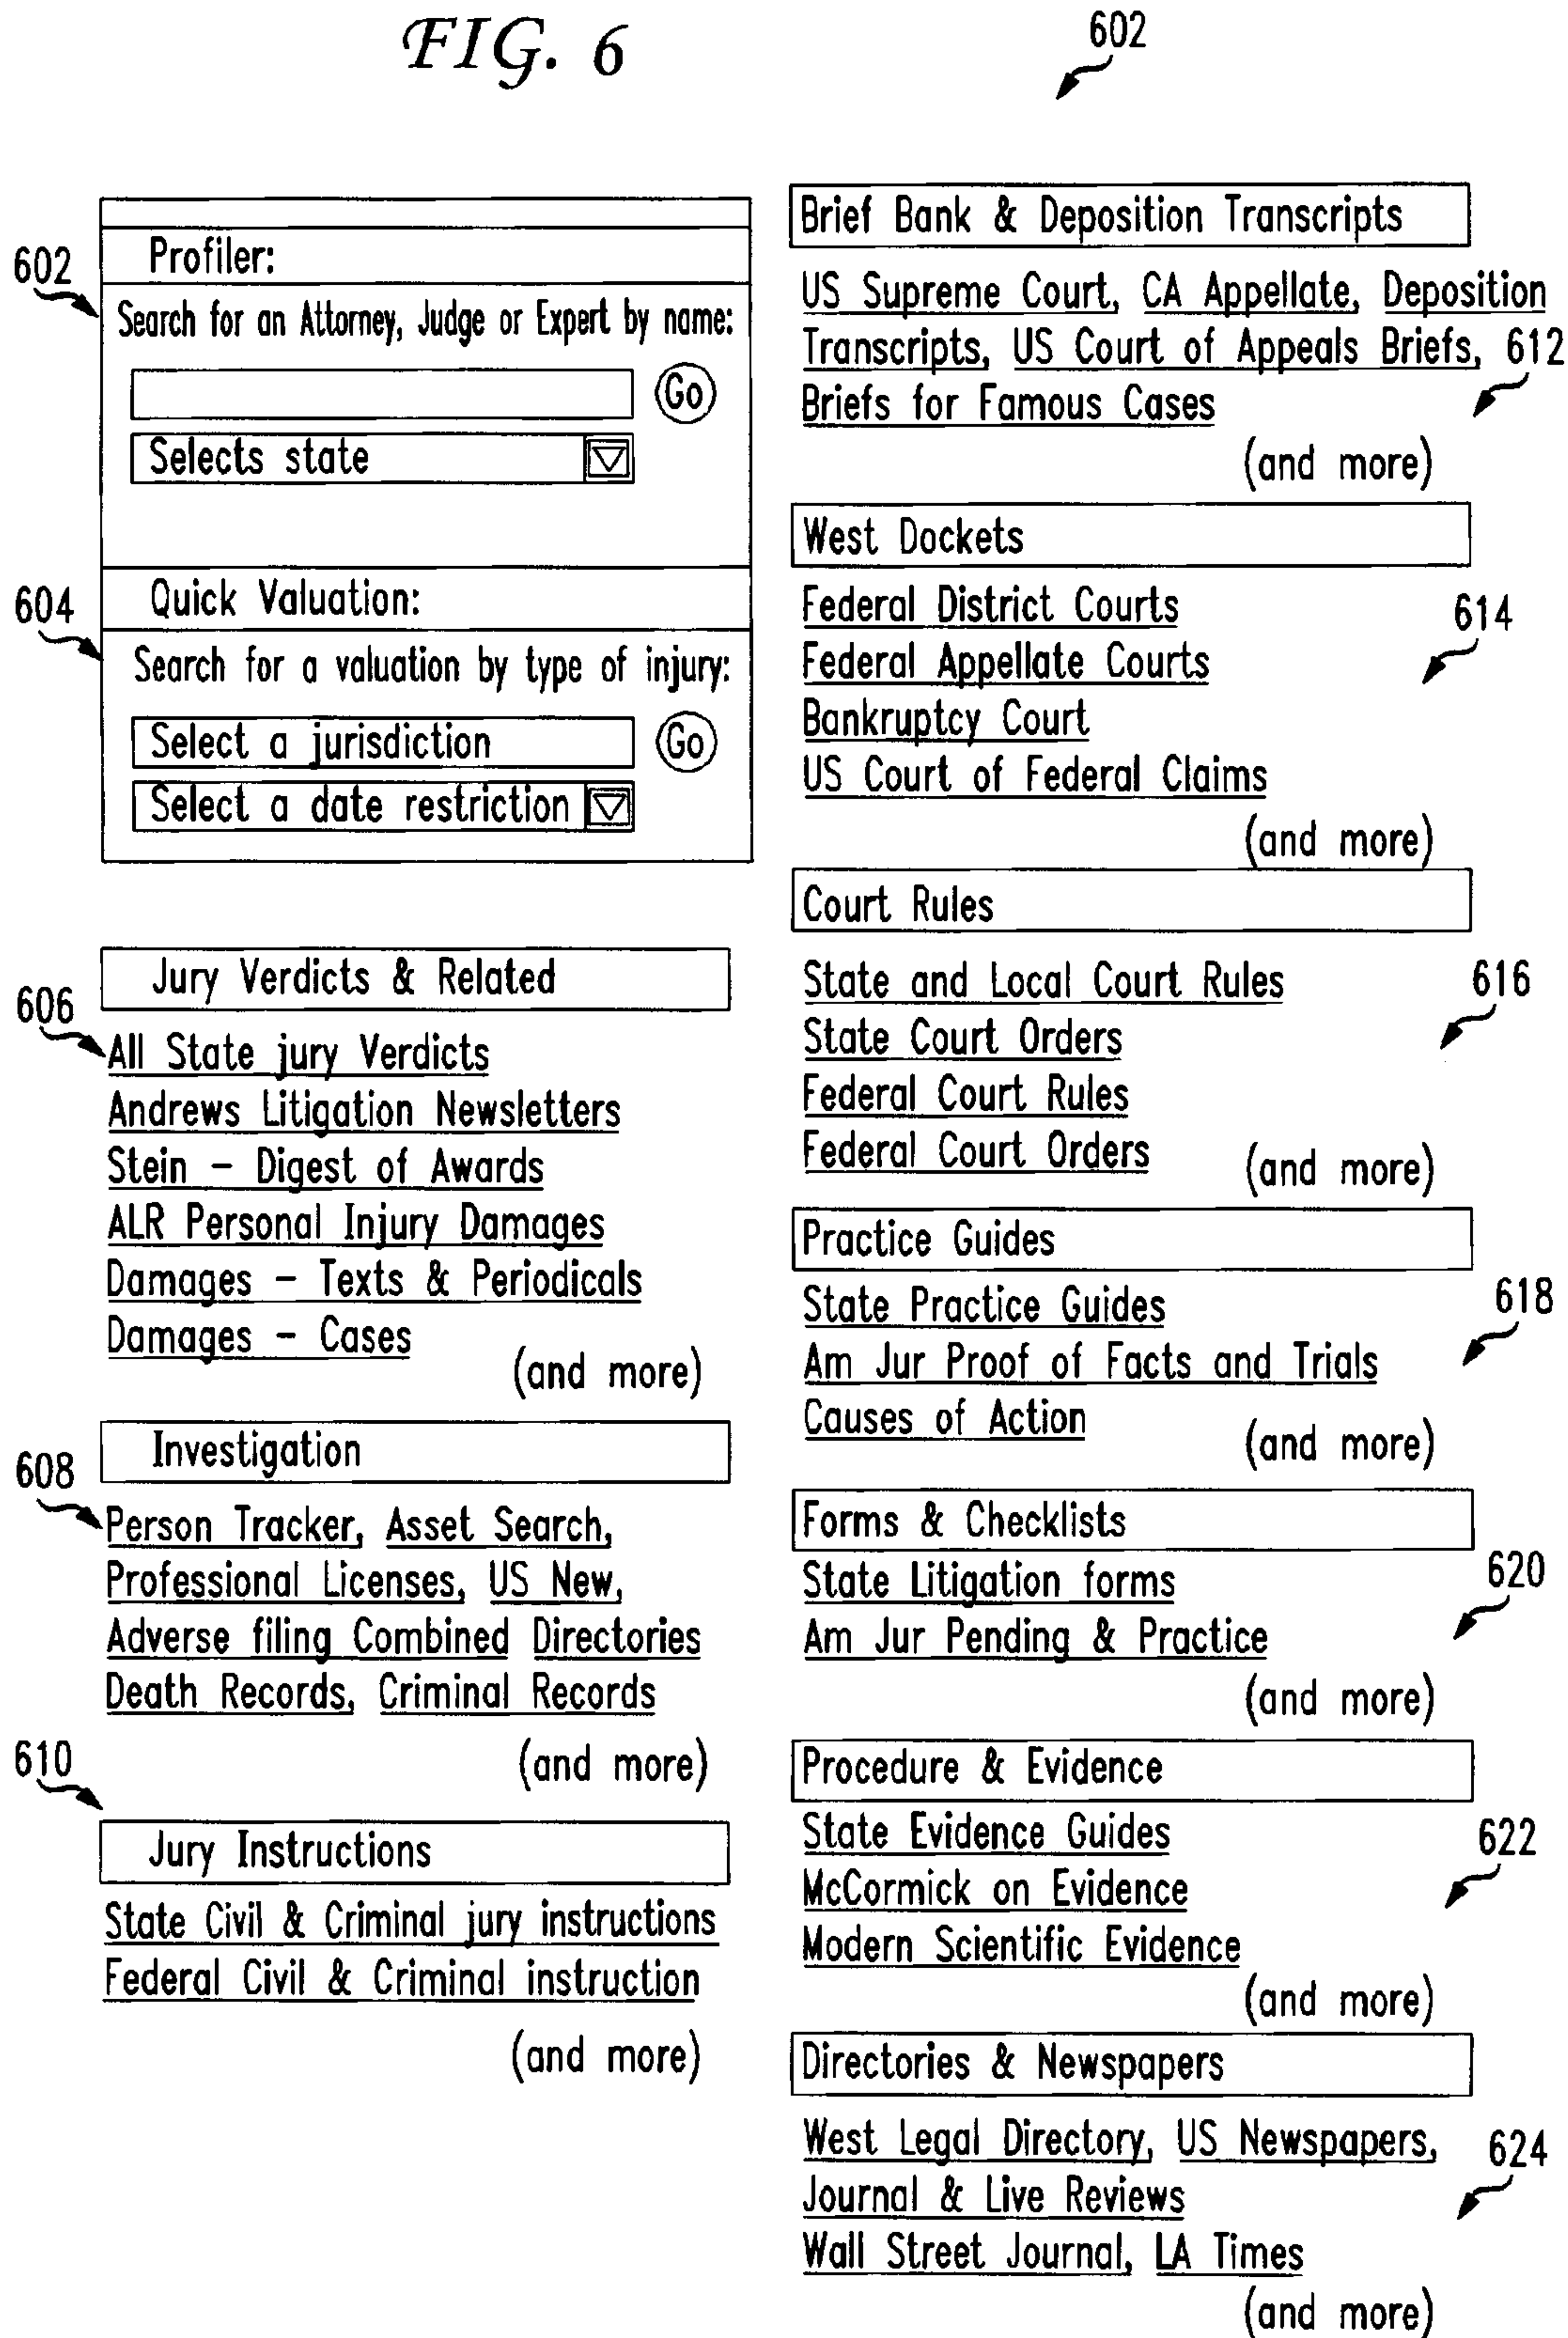 FIG. 6
602
602
Profiler:
Search for an Attorney, Judge or Expert by name:
Go
Selects state
604
Quick Valuation:
Search for a valuation by type of injury:
Select a jurisdiction
Go
Select a date restriction
Jury Verdicts & Related
606
All State jury Verdicts
Andrews Litigation Newsletters
Stein - Digest of Awards
ALR Personal Injury Damages
Damages - Texts & Periodicals
Damages - Cases
(and more)
Investigation
608
Person Tracker, Asset Search,
Professional Licenses, US New,
Adverse filing Combined Directories
Death Records, Criminal Records
(and more)
610
Jury Instructions
State Civil & Criminal jury instructions
Federal Civil & Criminal instruction
(and more)
Brief Bank & Deposition Transcripts
US Supreme Court, CA Appellate, Deposition
Transcripts, US Court of Appeals Briefs, 612
Briefs for Famous Cases
(and more)
West Dockets
Federal District Courts
614
Federal Appellate Courts
Bankruptcy Court
US Court of Federal Claims
(and more)
Court Rules
State and Local Court Rules
616
State Court Orders
Federal Court Rules
Federal Court Orders
(and more)
Practice Guides
State Practice Guides
618
Am Jur Proof of Facts and Trials
Causes of Action
(and more)
Forms & Checklists
State Litigation forms
620
Am Jur Pending & Practice
(and more)
Procedure & Evidence
State Evidence Guides
622
McCormick on Evidence
Modern Scientific Evidence
(and more)
Directories & Newspapers
West Legal Directory, US Newspapers,
624
Journal & Live Reviews
Wall Street Journal, LA Times
(and more)